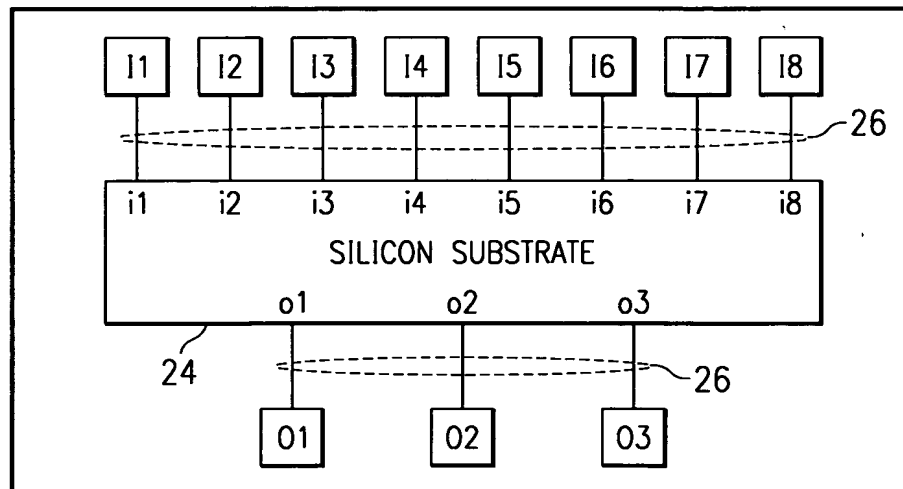 I1 I2 I3 I4 I5 I6 I7 I8
26
i1 i2 i3 i4 i5 i6 i7 i8
SILICON SUBSTRATE
o1 o2 o3
24
26
O1 O2 O3